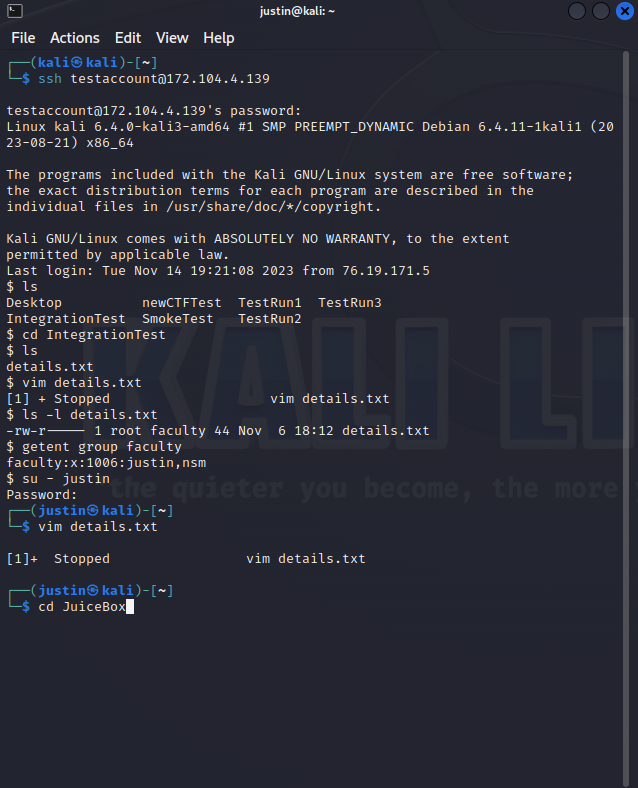 justin@kali: ~
File Actions Edit View Help
┌──(kali㉿kali)-[~]
└─$ ssh testaccount@172.104.4.139
testaccount@172.104.4.139's password:
Linux kali 6.4.0-kali3-amd64 #1 SMP PREEMPT_DYNAMIC Debian 6.4.11-1kali1 (20
23-08-21) x86_64
The programs included with the Kali GNU/Linux system are free software;
the exact distribution terms for each program are described in the
individual files in /usr/share/doc/*/copyright.
Kali GNU/Linux comes with ABSOLUTELY NO WARRANTY, to the extent
permitted by applicable law.
Last login: Tue Nov 14 19:21:08 2023 from 76.19.171.5
$ ls
Desktop          newCTFTest  TestRun1  TestRun3
IntegrationTest  SmokeTest   TestRun2
$ cd IntegrationTest
$ ls
details.txt
$ vim details.txt
[1] + Stopped                    vim details.txt
$ ls -l details.txt
-rw-r----- 1 root faculty 44 Nov  6 18:12 details.txt
$ getent group faculty
faculty:x:1006:justin,nsm
$ su - justin
Password:
┌──(justin㉿kali)-[~]
└─$ vim details.txt
[1]+  Stopped                 vim details.txt
┌──(justin㉿kali)-[~]
└─$ cd JuiceBox
KALI LI
the quieter you become, the more